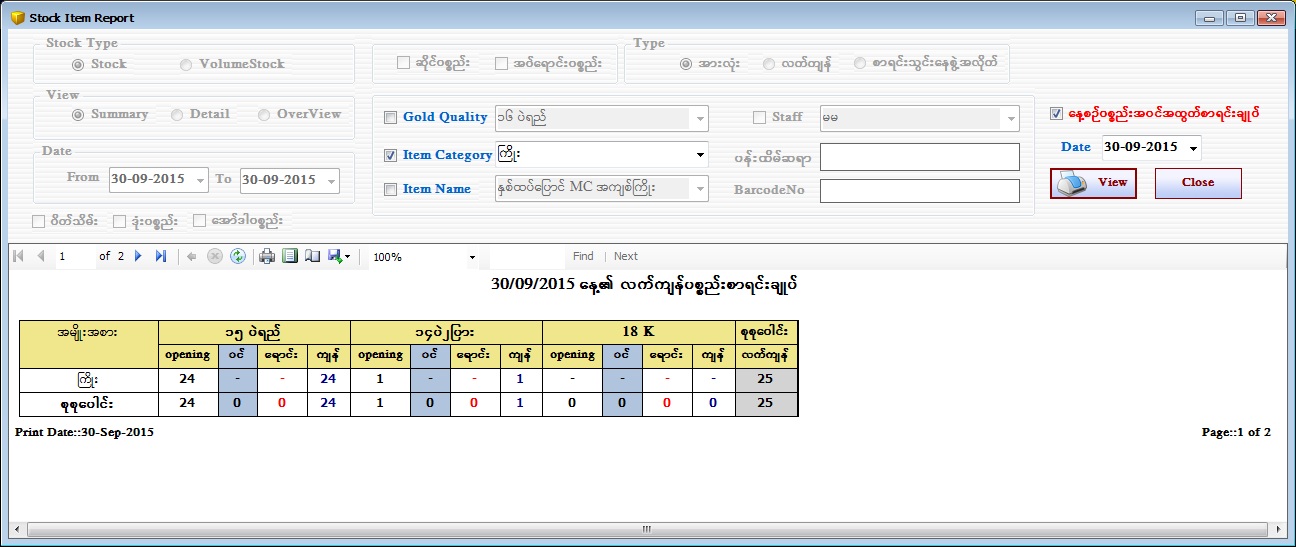 Stock Item Report
Stock Type
Stock VolumeStock
ဆိုင်ပစ္စည်း အပ်ရောင်းပစ္စည်း
Type
အားလုံး လက်ကျန် စာရင်းသွင်းနေစွဲ့အလိုက်
View
Summary Detail OverView
Gold Quality ၁၆ ပဲရည် Staff မမ
နေ့စဉ်ပစ္စည်းအဝင်အထွက်စာရင်းချုပ်
Date
From 30-09-2015 To 30-09-2015
Item Category ကြိုး ပန်းထိမ်ဆရာ
Date 30-09-2015
Item Name နှစ်ထပ်ပြောင် MC အကျစ်ကြိုး BarcodeNo
View Close
ပိတ်သိမ်း ဒုံးပစ္စည်း အော်ဒါပစ္စည်း
1 of 2 100% Find | Next
30/09/2015 နေ့၏ လက်ကျန်ပစ္စည်းစာရင်းချုပ်
အမျိုးအစား ၁၅ ပဲရည် ၁၄ပဲ၂ပြား 18 K စုစုပေါင်း
opening ဝင် ရောင်း ကျန် opening ဝင် ရောင်း ကျန် opening ဝင် ရောင်း ကျန် လက်ကျန်
ကြိုး 24 - - 24 1 - - 1 - - - - 25
စုစုပေါင်း 24 0 0 24 1 0 0 1 0 0 0 0 25
Print Date::30-Sep-2015 Page::1 of 2